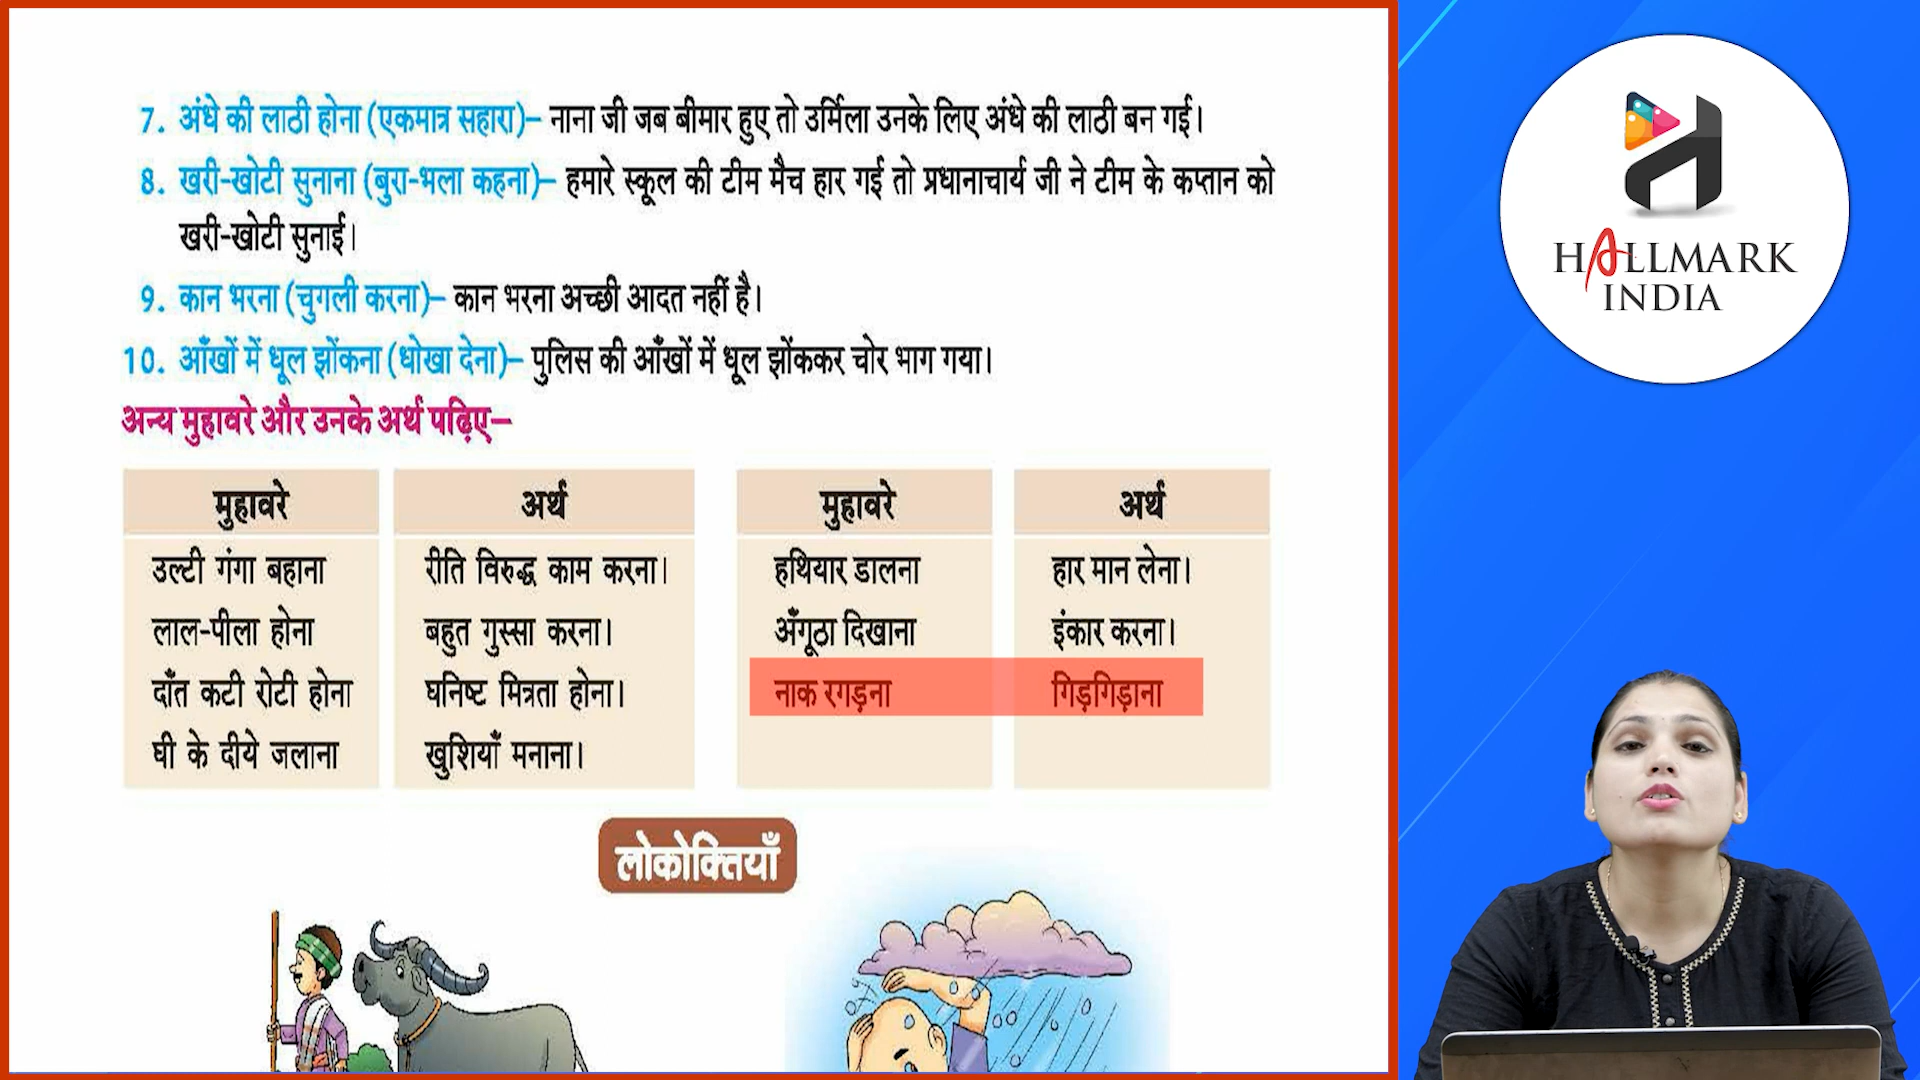 7. अंधे की लाठी होना (एकमात्र सहारा)– नाना जी जब बीमार हुए तो उर्मिला उनके लिए अंधे की लाठी बन गई।
8. खरी-खोटी सुनाना (बुरा-भला कहना)– हमारे स्कूल की टीम मैच हार गई तो प्रधानाचार्य जी ने टीम के कप्तान को
खरी-खोटी सुनाई।
9. कान भरना (चुगली करना)– कान भरना अच्छी आदत नहीं है।
10. आँखों में धूल झोंकना (धोखा देना)– पुलिस की आँखों में धूल झोंककर चोर भाग गया।
अन्य मुहावरे और उनके अर्थ पढ़िए–
मुहावरे अर्थ मुहावरे अर्थ
उल्टी गंगा बहाना रीति विरुद्ध काम करना। हथियार डालना हार मान लेना।
लाल-पीला होना बहुत गुस्सा करना। अँगूठा दिखाना इंकार करना।
दाँत कटी रोटी होना घनिष्ट मित्रता होना। नाक रगड़ना गिड़गिड़ाना
घी के दीये जलाना खुशियाँ मनाना।
लोकोक्तियाँ
HALLMARK
INDIA